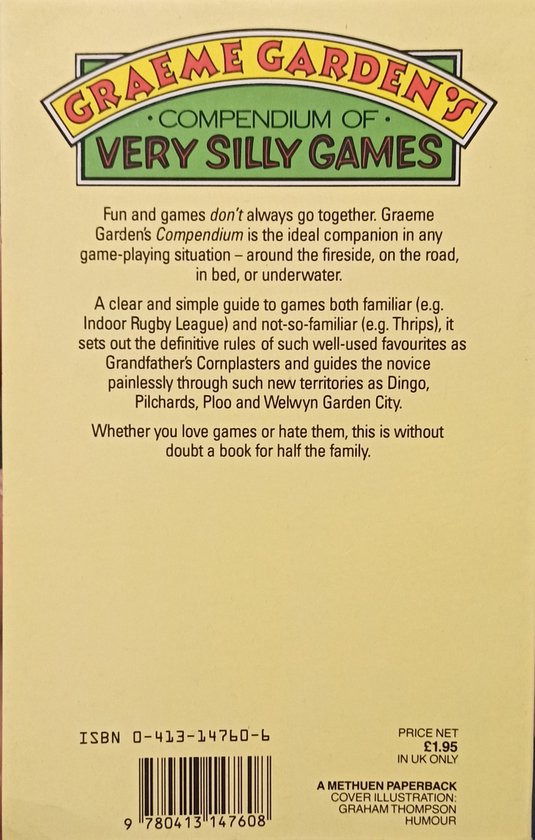 GRAEME GARDEN'S
· COMPENDIUM OF ·
VERY SILLY GAMES
Fun and games don't always go together. Graeme
Garden's Compendium is the ideal companion in any
game-playing situation – around the fireside, on the road,
in bed, or underwater.
A clear and simple guide to games both familiar (e.g.
Indoor Rugby League) and not-so-familiar (e.g. Thrips), it
sets out the definitive rules of such well-used favourites as
Grandfather's Cornplasters and guides the novice
painlessly through such new territories as Dingo,
Pilchards, Ploo and Welwyn Garden City.
Whether you love games or hate them, this is without
doubt a book for half the family.
ISBN 0-413-14760-6
9 780413 147608
PRICE NET
£1.95
IN UK ONLY
A METHUEN PAPERBACK
COVER ILLUSTRATION:
GRAHAM THOMPSON
HUMOUR